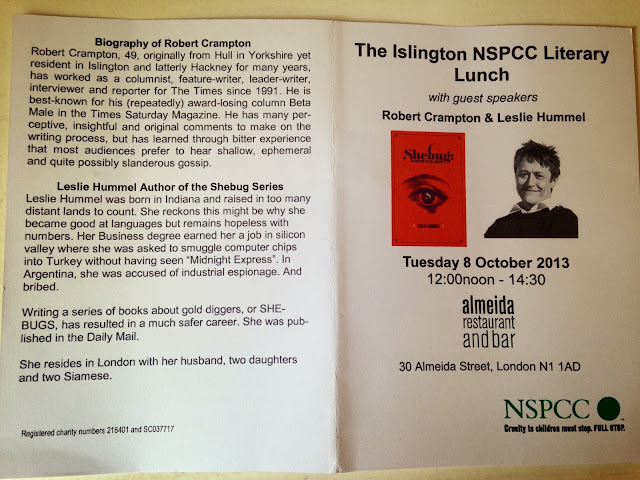 Biography of Robert Crampton
Robert Crampton, 49, originally from Hull in Yorkshire yet
resident in Islington and latterly Hackney for many years,
has worked as a columnist, feature-writer, leader-writer,
interviewer and reporter for The Times since 1991. He is
best-known for his (repeatedly) award-losing column Beta
Male in the Times Saturday Magazine. He has many per-
ceptive, insightful and original comments to make on the
writing process, but has learned through bitter experience
that most audiences prefer to hear shallow, ephemeral
and quite possibly slanderous gossip.
Leslie Hummel Author of the Shebug Series
Leslie Hummel was born in Indiana and raised in too many
distant lands to count. She reckons this might be why she
became good at languages but remains hopeless with
numbers. Her Business degree earned her a job in silicon
valley where she was asked to smuggle computer chips
into Turkey without having seen “Midnight Express”. In
Argentina, she was accused of industrial espionage. And
bribed.
Writing a series of books about gold diggers, or SHE-
BUGS, has resulted in a much safer career. She was pub-
lished in the Daily Mail.
She resides in London with her husband, two daughters
and two Siamese.
Registered charity numbers 216401 and SC037717
The Islington NSPCC Literary
Lunch
with guest speakers
Robert Crampton & Leslie Hummel
Shebug:
LESLIE HUMMEL
Tuesday 8 October 2013
12:00noon - 14:30
almeida
restaurant
and bar
30 Almeida Street, London N1 1AD
NSPCC
Cruelty to children must stop. FULL STOP.